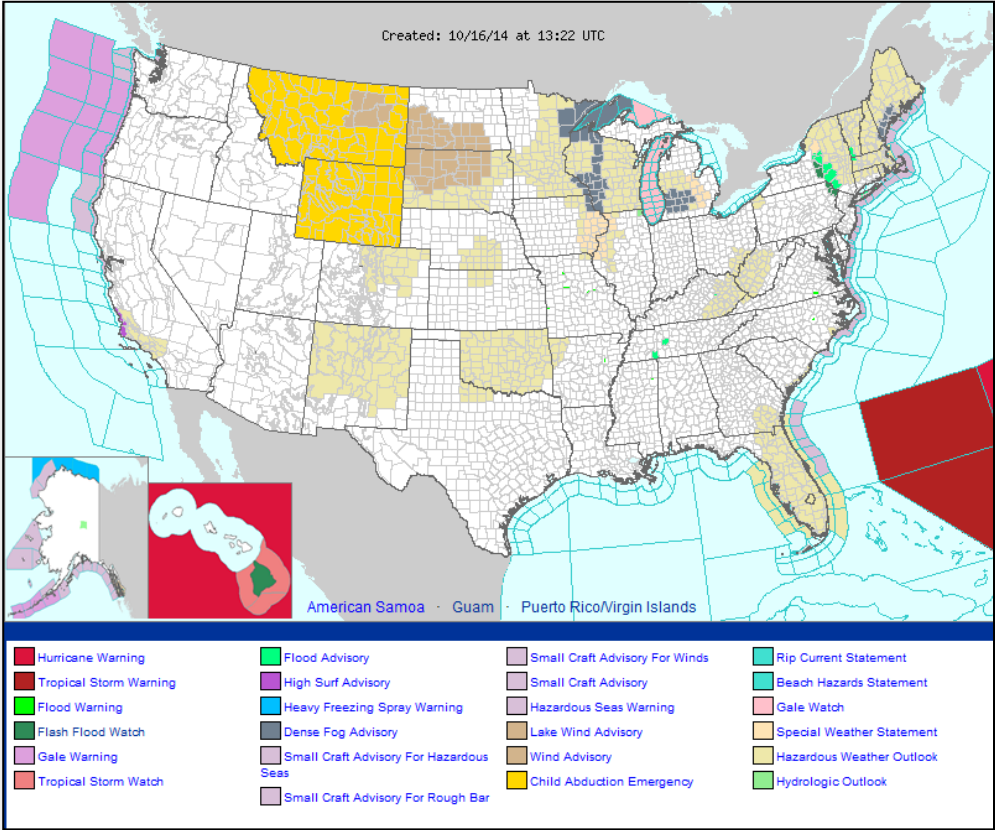 Created: 10/16/14 at 13:22 UTC
American Samoa · Guam · Puerto Rico/Virgin Islands
Hurricane Warning
Tropical Storm Warning
Flood Warning
Flash Flood Watch
Gale Warning
Tropical Storm Watch
Flood Advisory
High Surf Advisory
Heavy Freezing Spray Warning
Dense Fog Advisory
Small Craft Advisory For Hazardous
Seas
Small Craft Advisory For Rough Bar
Small Craft Advisory For Winds
Small Craft Advisory
Hazardous Seas Warning
Lake Wind Advisory
Wind Advisory
Child Abduction Emergency
Rip Current Statement
Beach Hazards Statement
Gale Watch
Special Weather Statement
Hazardous Weather Outlook
Hydrologic Outlook